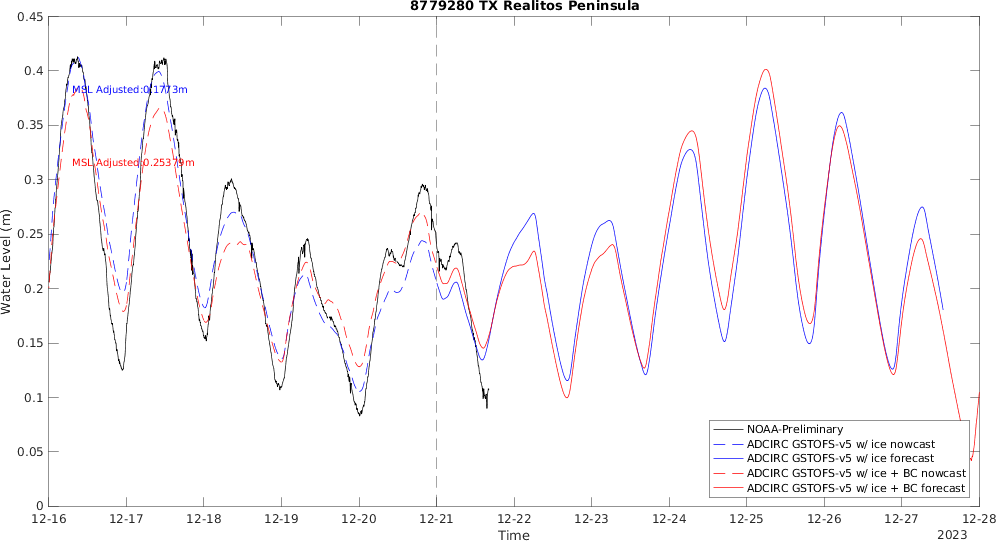 8779280 TX Realitos Peninsula
0.45
0.4
0.35
0.3
0.25
0.2
0.15
0.1
0.05
0
Water Level (m)
MSL Adjusted:0.1773m
MSL Adjusted:0.25379m
NOAA-Preliminary
ADCIRC GSTOFS-v5 w/ ice nowcast
ADCIRC GSTOFS-v5 w/ ice forecast
ADCIRC GSTOFS-v5 w/ ice + BC nowcast
ADCIRC GSTOFS-v5 w/ ice + BC forecast
12-16 12-17 12-18 12-19 12-20 12-21 12-22 12-23 12-24 12-25 12-26 12-27 12-28
Time
2023